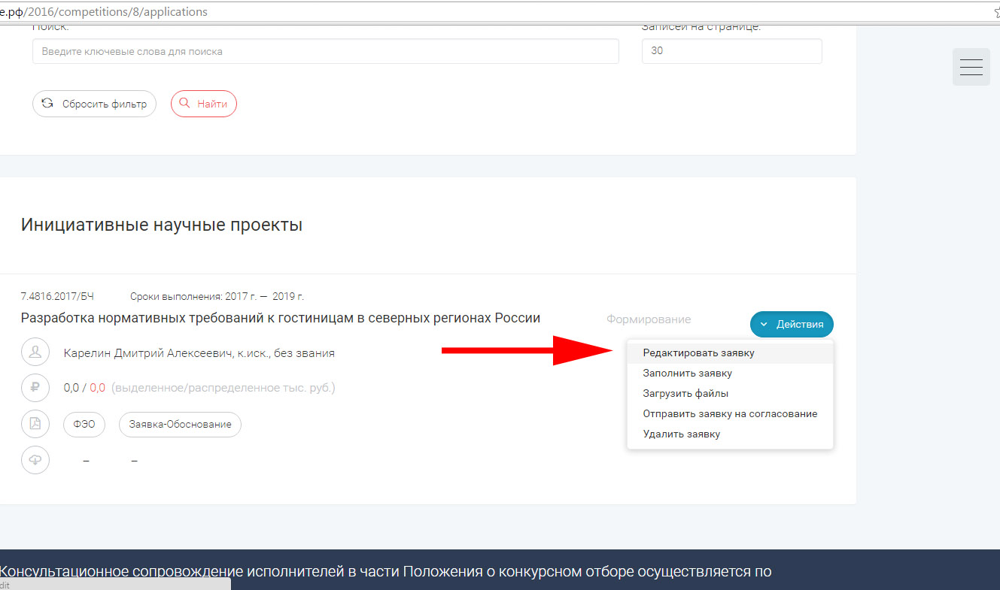 е.рф/2016/competitions/8/applications
Поиск:
Записей на странице:
Введите ключевые слова для поиска
30
Сбросить фильтр
Найти
Инициативные научные проекты
7.4816.2017/БЧ Сроки выполнения: 2017 г. — 2019 г.
Разработка нормативных требований к гостиницам в северных регионах России
Формирование
Действия
Карелин Дмитрий Алексеевич, к.иск., без звания
0,0 / 0,0 (выделенное/распределенное тыс. руб.)
ФЭО
Заявка-Обоснование
– –
Редактировать заявку
Заполнить заявку
Загрузить файлы
Отправить заявку на согласование
Удалить заявку
Консультационное сопровождение исполнителей в части Положения о конкурсном отборе осуществляется по
dit